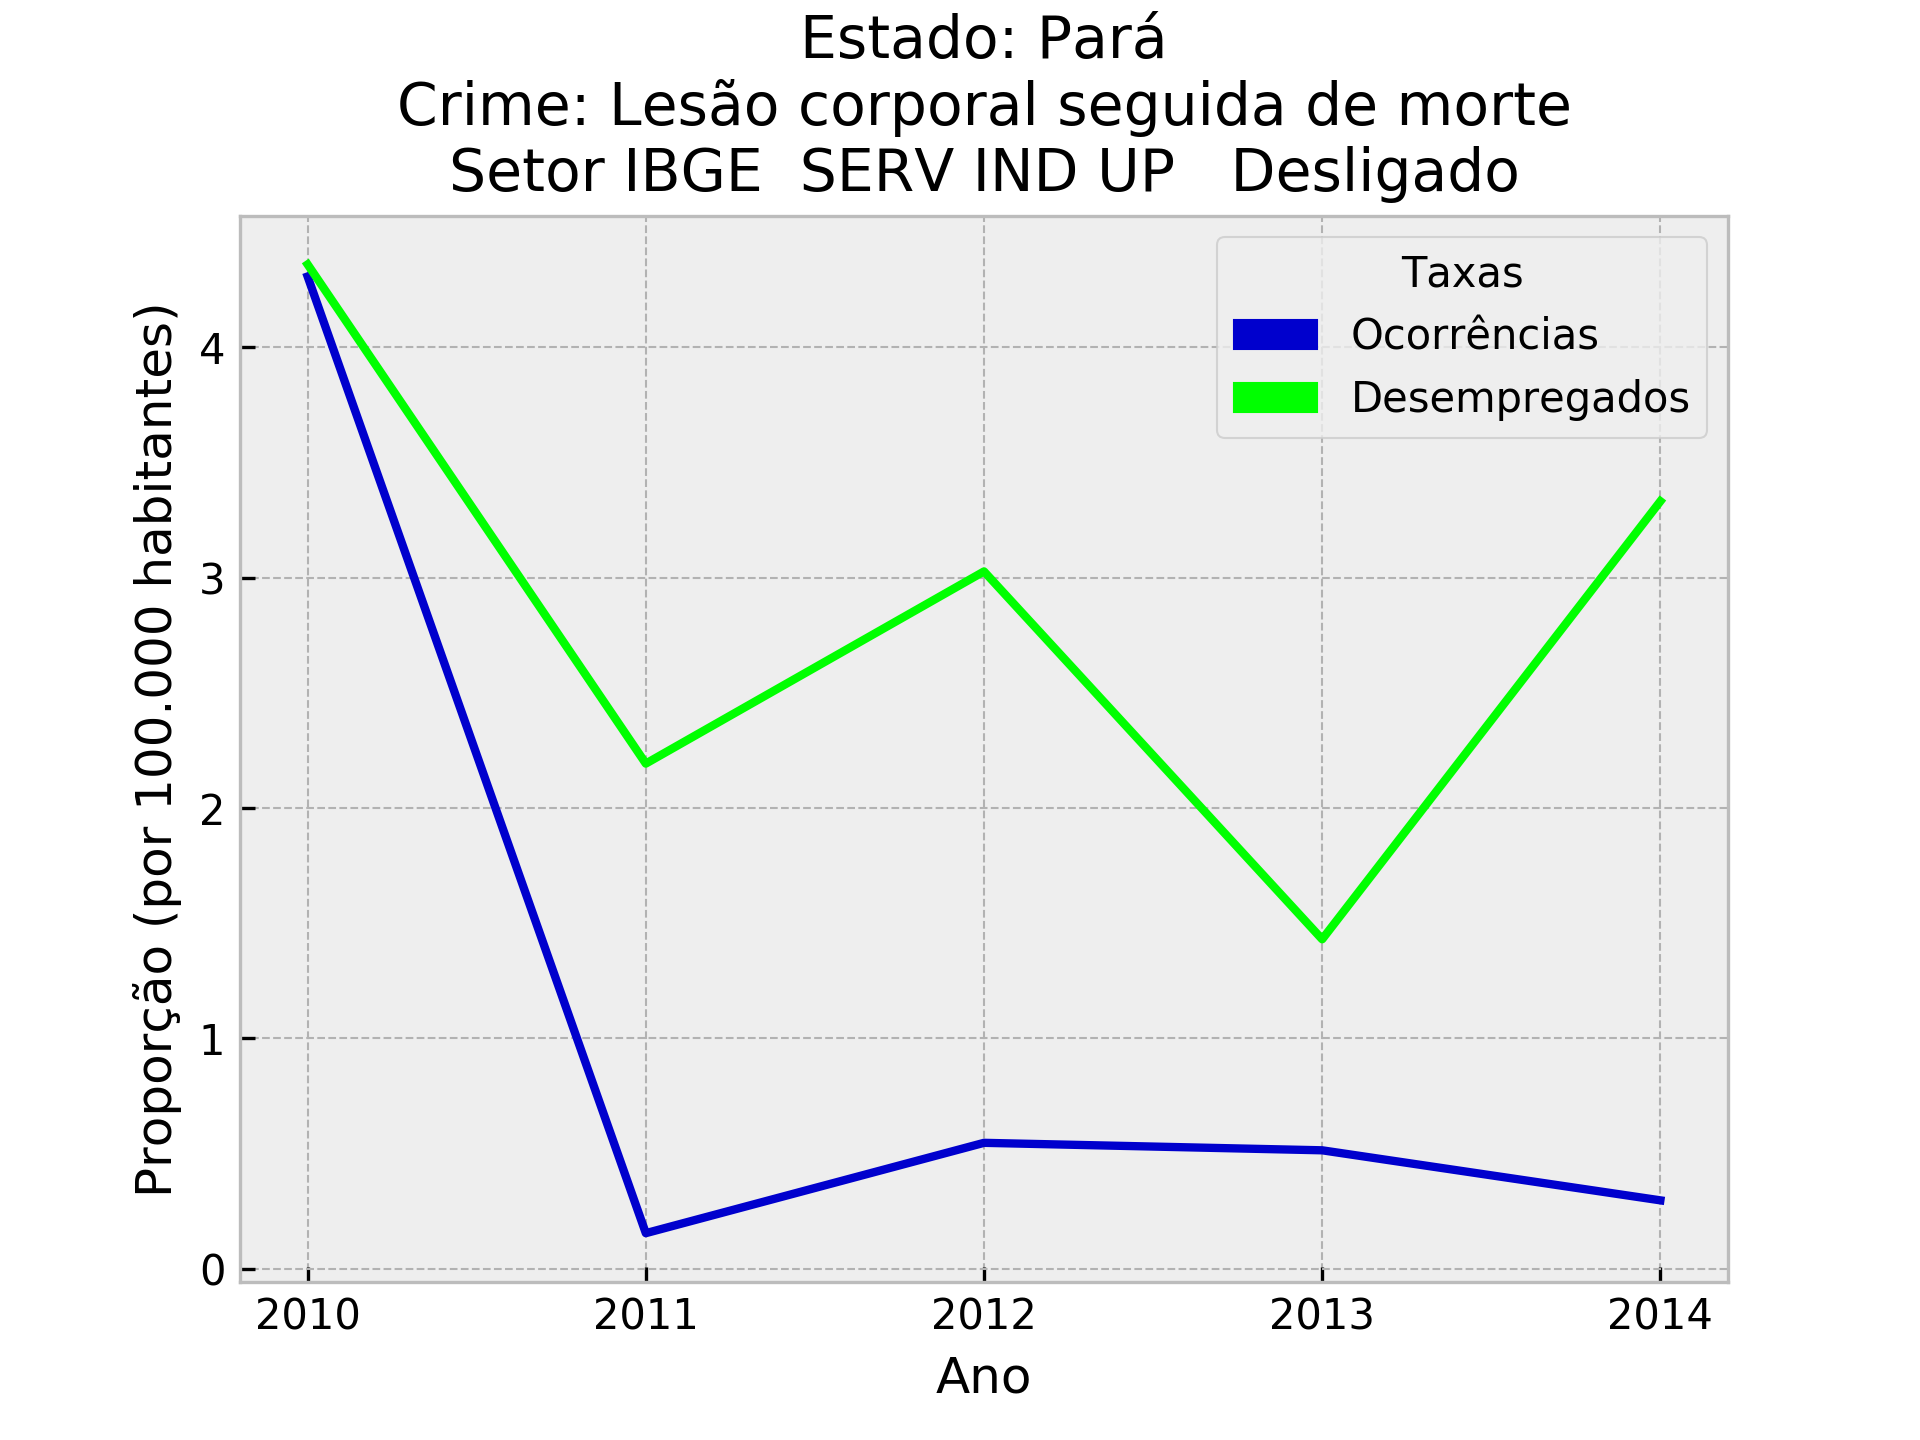 Estado: Pará
Crime: Lesão corporal seguida de morte
Setor IBGE  SERV IND UP   Desligado
Taxas
Ocorrências
Desempregados
Proporção (por 100.000 habitantes)
4
3
2
1
0
2010 2011 2012 2013 2014
Ano